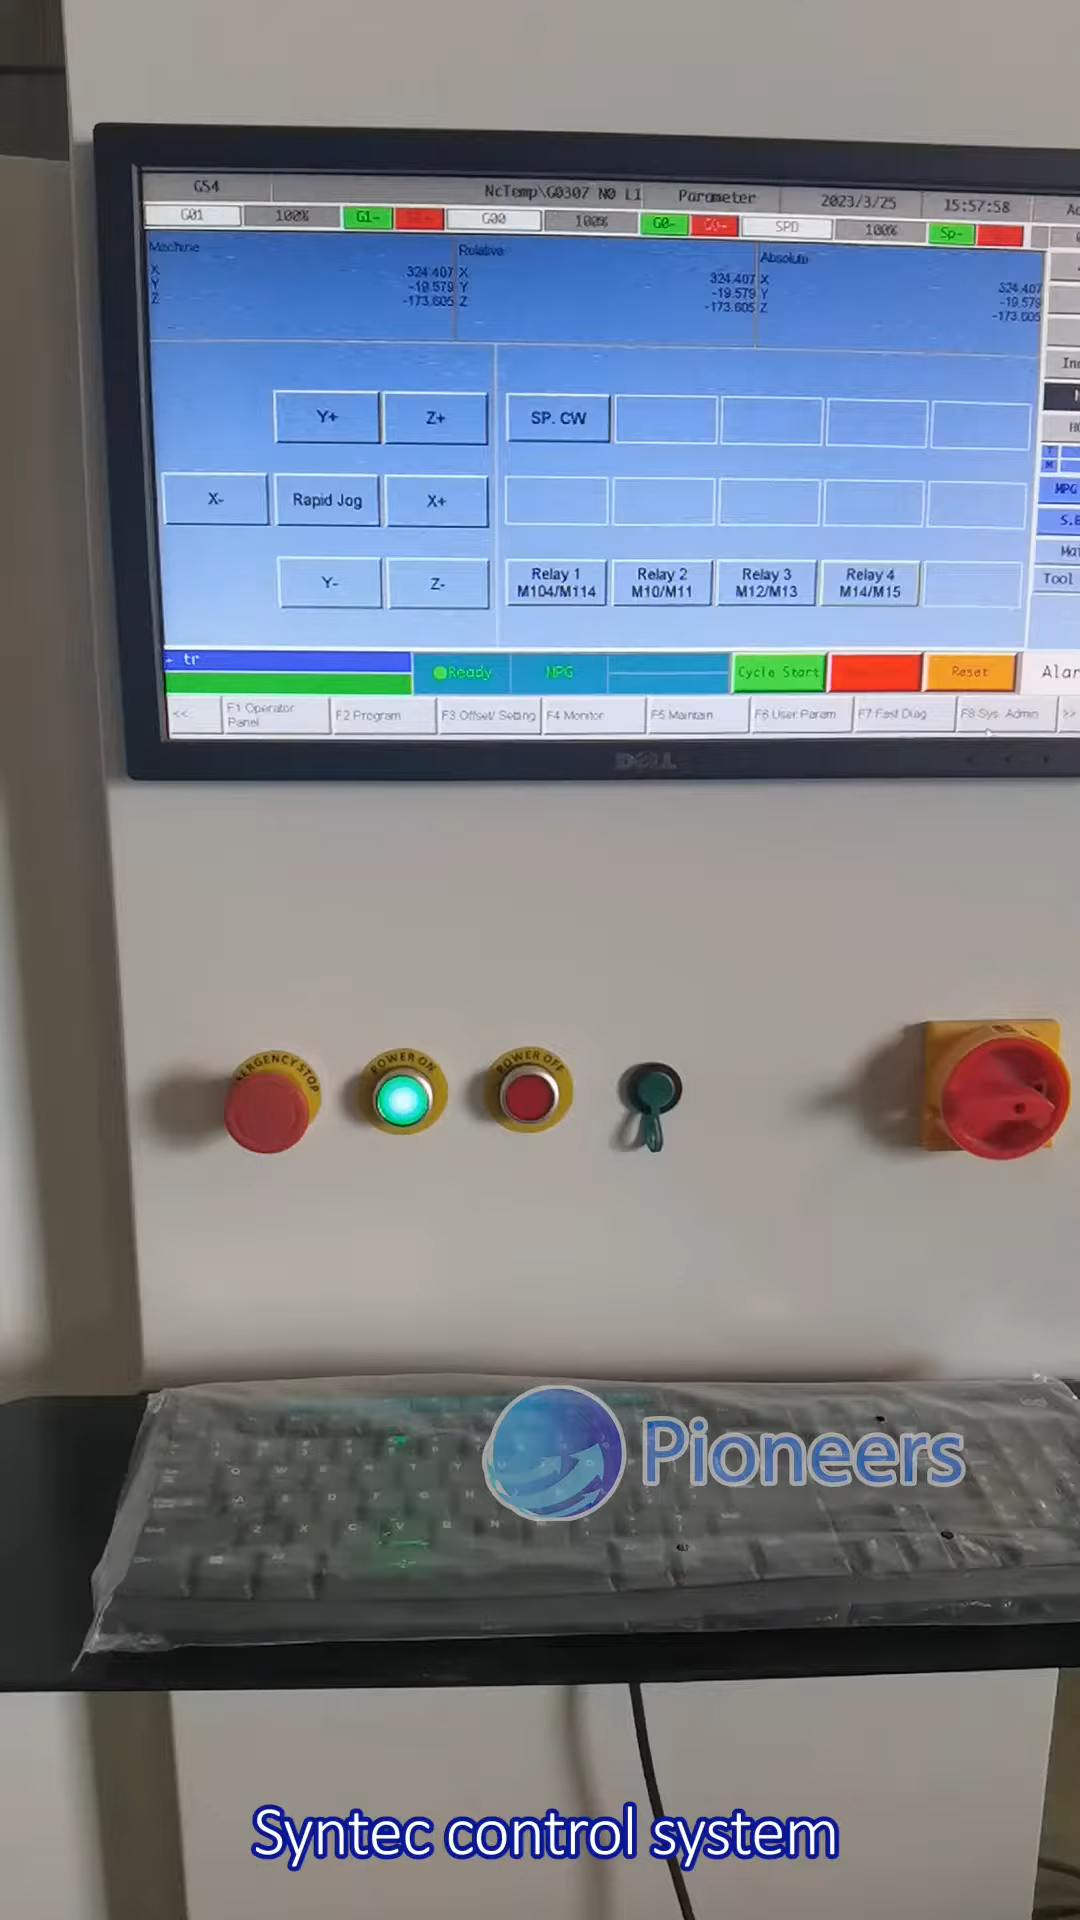 G54 NcTemp\G0307 N0 L1 Parameter 2023/3/25 15:57:58
G01 100% G1- G00 100% G0- G0- SPD 100% Sp-
Machine Relative Absolute
X 324.407 X 324.407 X 324.407
Y -19.579 Y -19.579 Y -19.579
Z -173.605 Z -173.605 Z -173.605
Y+ Z+ SP. CW
X- Rapid Jog X+
MPG
Y- Z-
Relay 1 Relay 2 Relay 3 Relay 4
M104/M114 M10/M11 M12/M13 M14/M15
Tool
tr
Ready MPG Cycle Start Reset
<< F1 Operator Panel F2 Program F3 Offset/ Setting F4 Monitor F5 Maintain F6 User Param F7 Fast Diag F8 Sys. Admin >>
DELL
EMERGENCY STOP POWER ON POWER OFF
Pioneers
Syntec control system